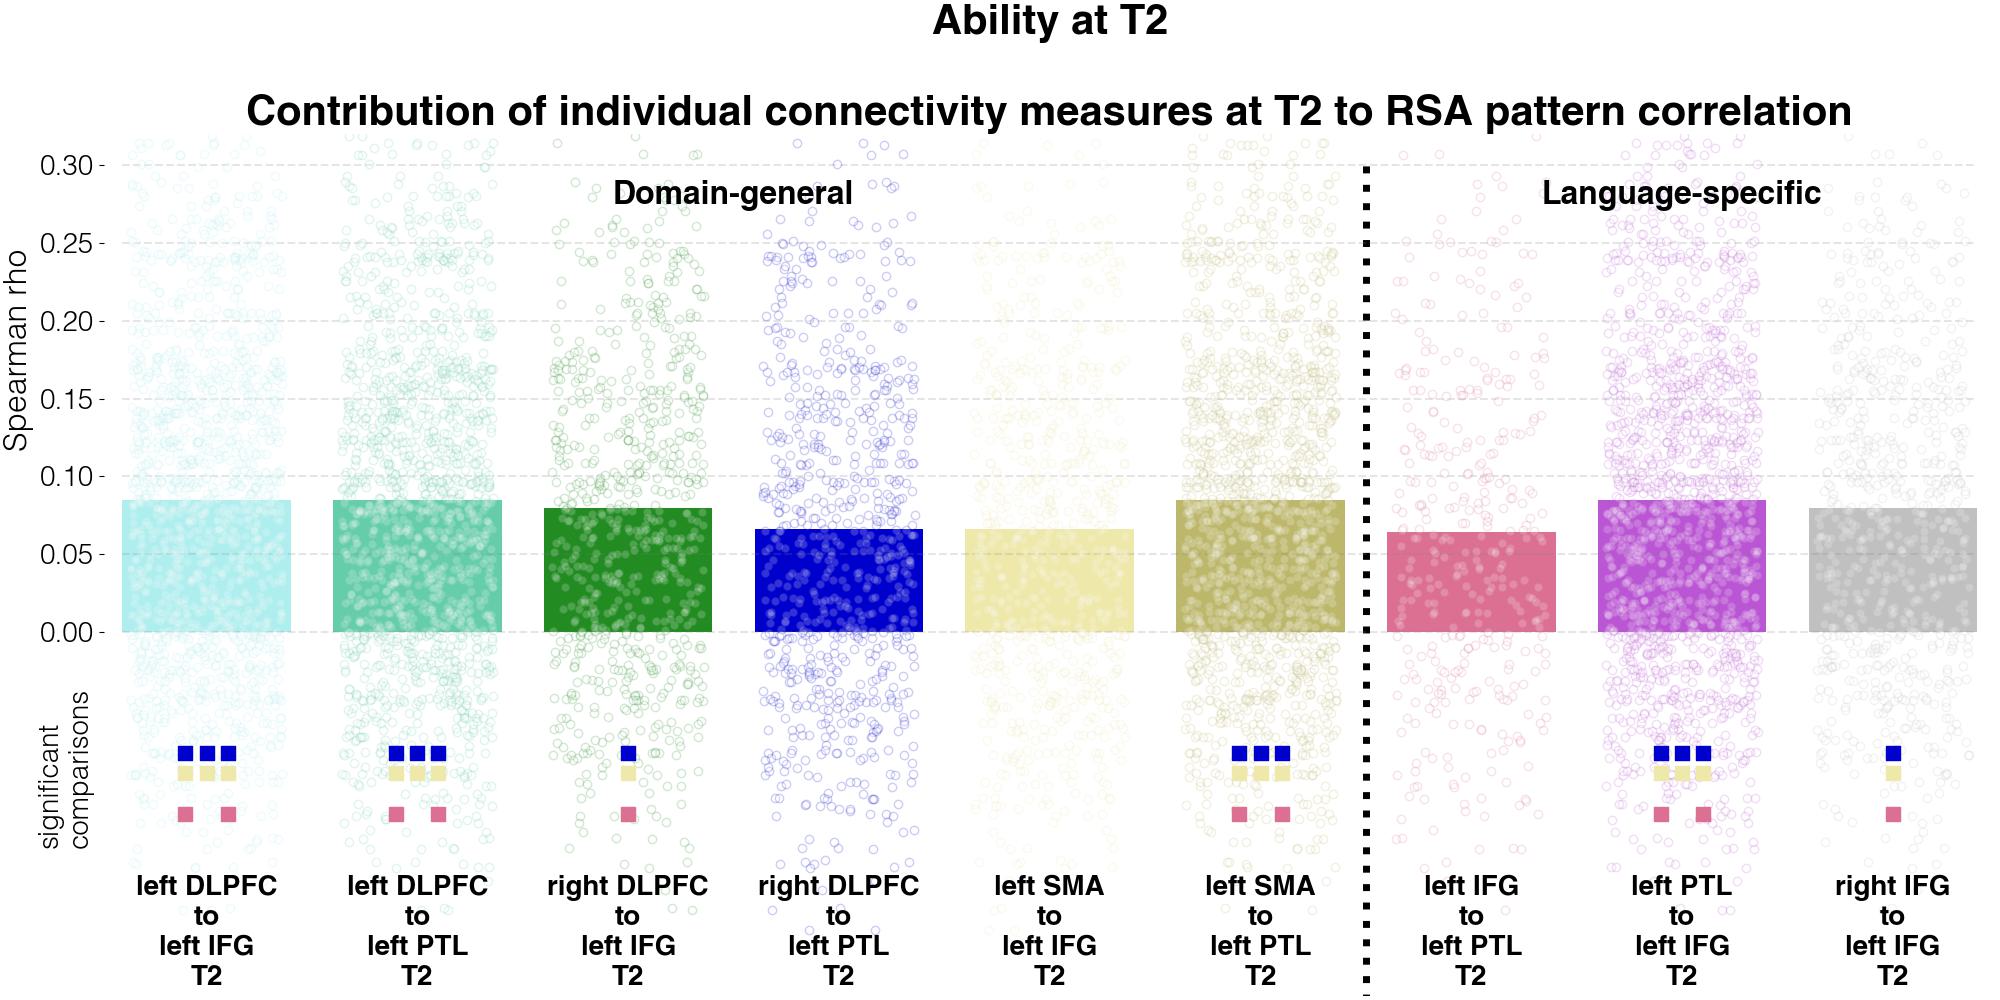 Ability at T2
Contribution of individual connectivity measures at T2 to RSA pattern correlation
Domain-general
Language-specific
Spearman rho
0.30
0.25
0.20
0.15
0.10
0.05
0.00
significant
comparisons
left DLPFC
to
left IFG
T2
left DLPFC
to
left PTL
T2
right DLPFC
to
left IFG
T2
right DLPFC
to
left PTL
T2
left SMA
to
left IFG
T2
left SMA
to
left PTL
T2
left IFG
to
left PTL
T2
left PTL
to
left IFG
T2
right IFG
to
left IFG
T2